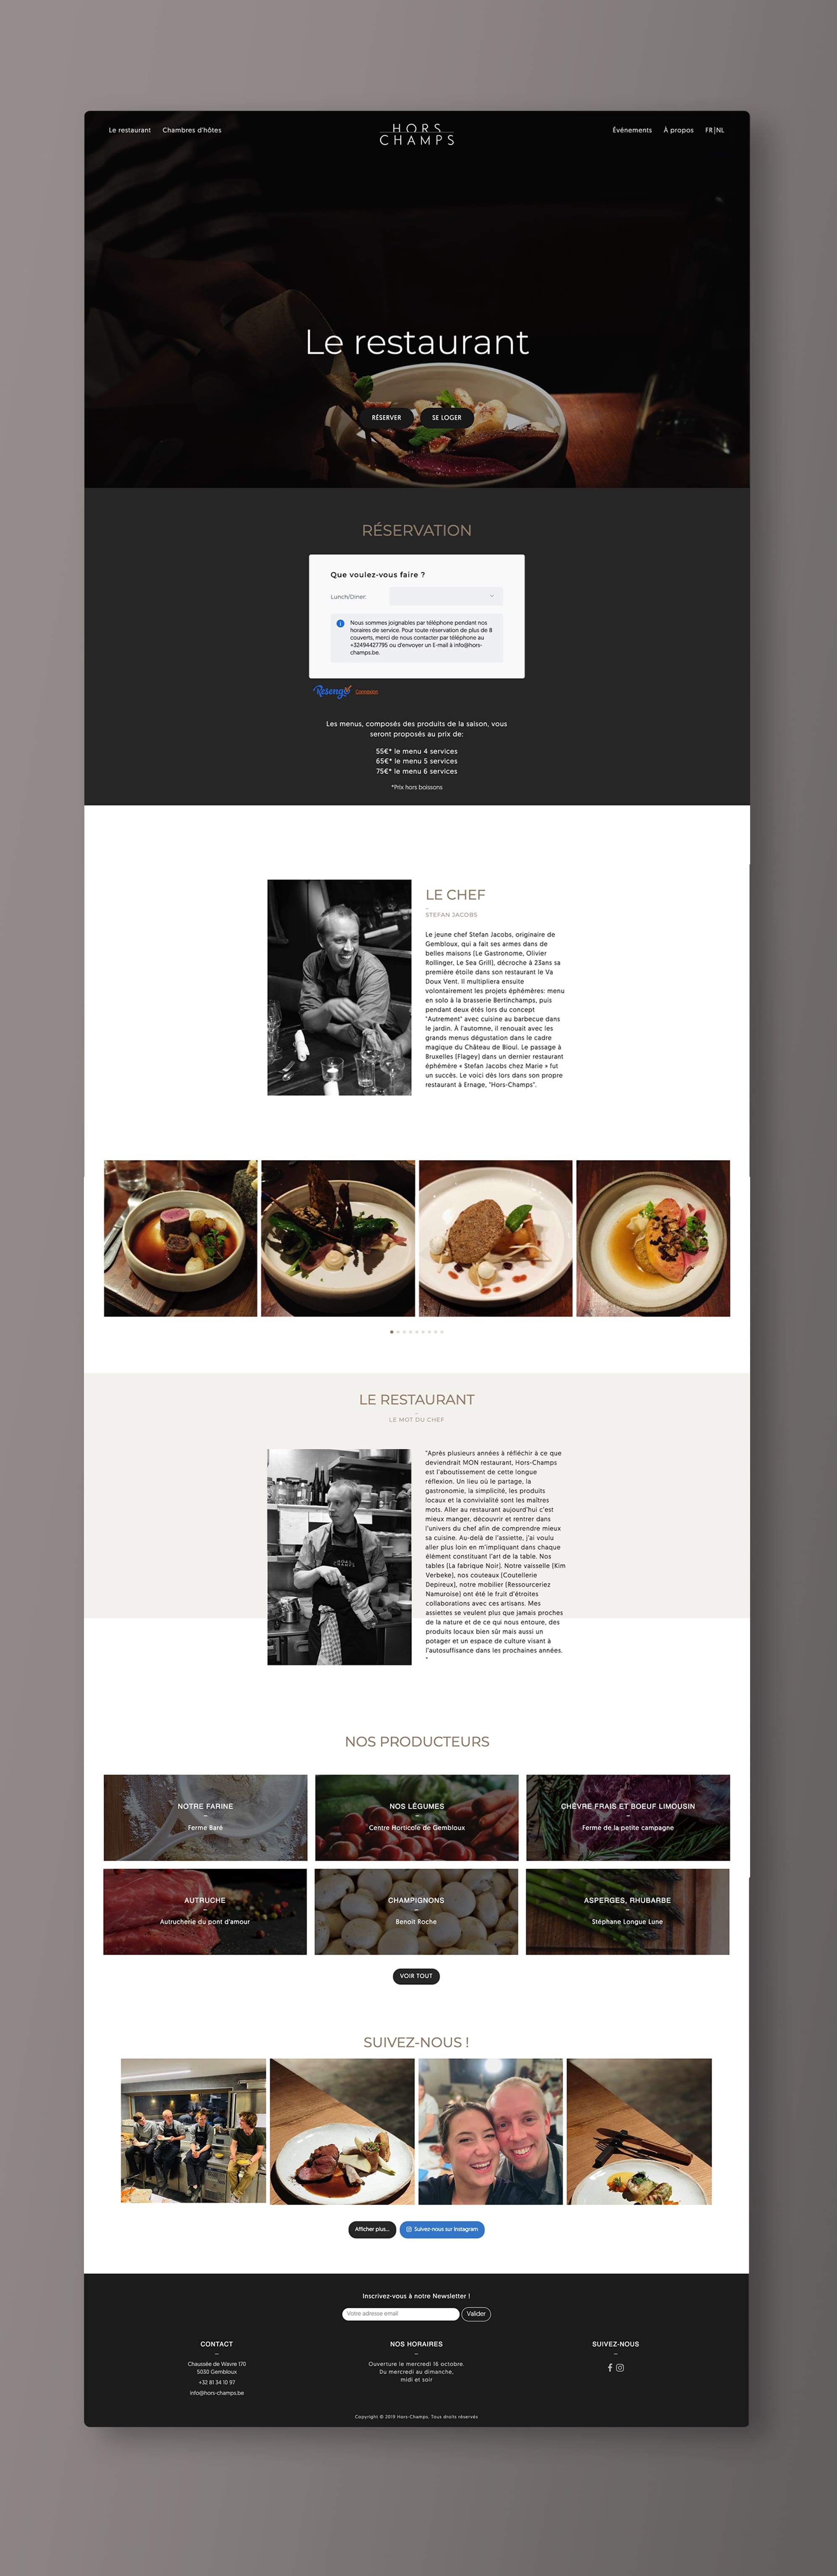 Le restaurant
Chambres d'hôtes
HORS
CHAMPS
Événements
À propos
FR|NL
Le restaurant
RÉSERVER
SE LOGER
RÉSERVATION
Que voulez-vous faire ?
Lunch/Diner:
Nous sommes joignables par téléphone pendant nos
horaires de service. Pour toute réservation de plus de 8
couverts, merci de nous contacter par téléphone au
+32494427795 ou d'envoyer un E-mail à info@hors-
champs.be.
Resengo
Connexion
Les menus, composés des produits de la saison, vous
seront proposés au prix de:
55€* le menu 4 services
65€* le menu 5 services
75€* le menu 6 services
*Prix hors boissons
LE CHEF
STEFAN JACOBS
Le jeune chef Stefan Jacobs, originaire de
Gembloux, qui a fait ses armes dans de
belles maisons (Le Gastronome, Olivier
Rollinger, Le Sea Grill), décroche à 23ans sa
première étoile dans son restaurant le Va
Doux Vent. Il multipliera ensuite
volontairement les projets éphémères: menu
en solo à la brasserie Bertinchamps, puis
pendant deux étés lors du concept
"Autrement" avec cuisine au barbecue dans
le jardin. À l'automne, il renouait avec les
grands menus dégustation dans le cadre
magique du Château de Bioul. Le passage à
Bruxelles (Flagey) dans un dernier restaurant
éphémère « Stefan Jacobs chez Marie » fut
un succès. Le voici dès lors dans son propre
restaurant à Ernage, "Hors-Champs".
LE RESTAURANT
LE MOT DU CHEF
"Après plusieurs années à réfléchir à ce que
deviendrait MON restaurant, Hors-Champs
est l'aboutissement de cette longue
réflexion. Un lieu où le partage, la
gastronomie, la simplicité, les produits
locaux et la convivialité sont les maîtres
mots. Aller au restaurant aujourd'hui c'est
mieux manger, découvrir et rentrer dans
l'univers du chef afin de comprendre mieux
sa cuisine. Au-delà de l'assiette, j'ai voulu
aller plus loin en m'impliquant dans chaque
élément constituant l'art de la table. Nos
tables (La fabrique Noir). Notre vaisselle (Kim
Verbeke), nos couteaux (Coutellerie
Depireux), notre mobilier (Ressourceriez
Namuroise) ont été le fruit d'étroites
collaborations avec ces artisans. Mes
assiettes se veulent plus que jamais proches
de la nature et de ce qui nous entoure, des
produits locaux bien sûr mais aussi un
potager et un espace de culture visant à
l'autosuffisance dans les prochaines années.
"
HORS
CHAMPS
NOS PRODUCTEURS
NOTRE FARINE
Ferme Baré
NOS LÉGUMES
Centre Horticole de Gembloux
CHÈVRE FRAIS ET BOEUF LIMOUSIN
Ferme de la petite campagne
AUTRUCHE
Autrucherie du pont d'amour
CHAMPIGNONS
Benoit Roche
ASPERGES, RHUBARBE
Stéphane Longue Lune
VOIR TOUT
SUIVEZ-NOUS !
Afficher plus...
Suivez-nous sur Instagram
Inscrivez-vous à notre Newsletter !
Votre adresse email
Valider
CONTACT
Chaussée de Wavre 170
5030 Gembloux
+32 81 34 10 97
info@hors-champs.be
NOS HORAIRES
Ouverture le mercredi 16 octobre.
Du mercredi au dimanche,
midi et soir
SUIVEZ-NOUS
Copyright © 2019 Hors-Champs. Tous droits réservés